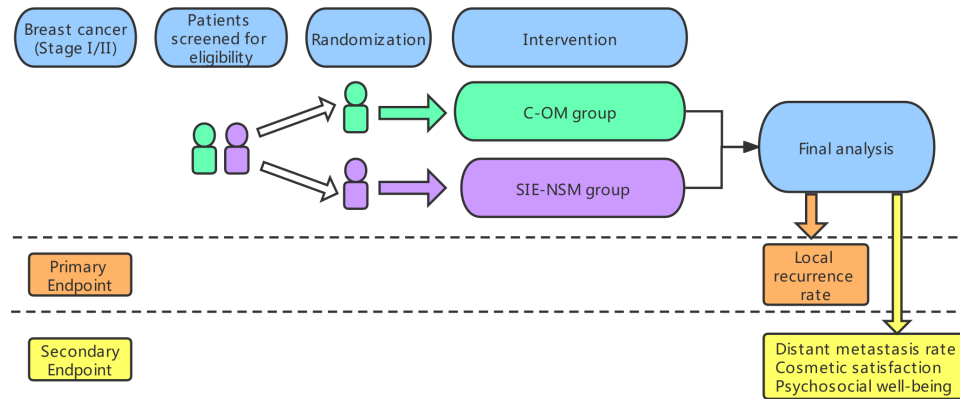 Breast cancer
(Stage I/II)
Patients
screened for
eligibility
Randomization
Intervention
C-OM group
SIE-NSM group
Final analysis
Primary
Endpoint
Local
recurrence
rate
Secondary
Endpoint
Distant metastasis rate
Cosmetic satisfaction
Psychosocial well-being